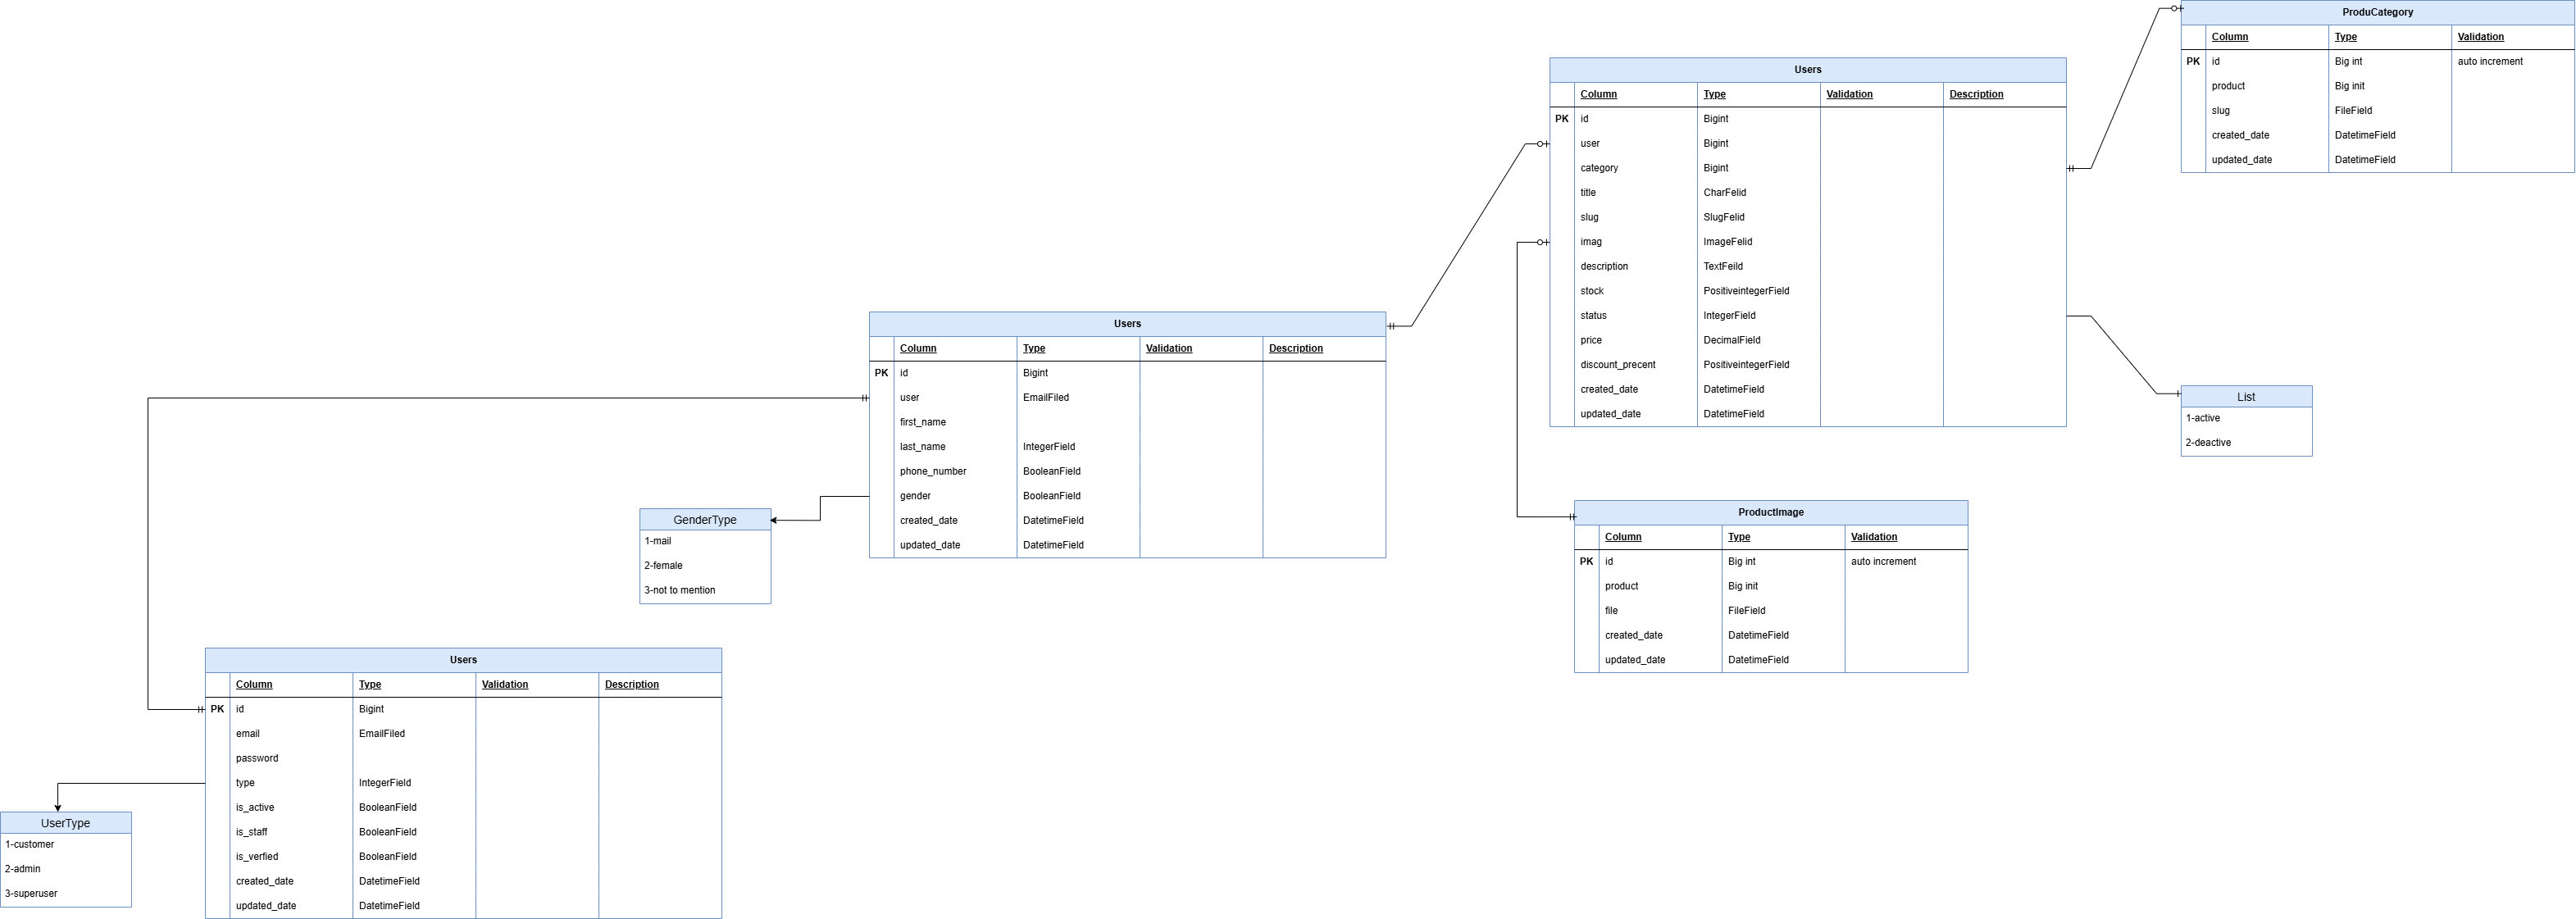 ProduCategory
Column Type Validation
PK id Big int auto increment
product Big init
slug FileField
created_date DatetimeField
updated_date DatetimeField
Users
Column Type Validation Description
PK id Bigint
user Bigint
category Bigint
title CharFelid
slug SlugFelid
imag ImageFelid
description TextFeild
stock PositiveintegerField
status IntegerField
price DecimalField
discount_precent PositiveintegerField
created_date DatetimeField
updated_date DatetimeField
Users
Column Type Validation Description
PK id Bigint
user EmailFiled
first_name
last_name IntegerField
phone_number BooleanField
gender BooleanField
created_date DatetimeField
updated_date DatetimeField
List
1-active
2-deactive
GenderType
1-mail
2-female
3-not to mention
ProductImage
Column Type Validation
PK id Big int auto increment
product Big init
file FileField
created_date DatetimeField
updated_date DatetimeField
Users
Column Type Validation Description
PK id Bigint
email EmailFiled
password
type IntegerField
is_active BooleanField
is_staff BooleanField
is_verfied BooleanField
created_date DatetimeField
updated_date DatetimeField
UserType
1-customer
2-admin
3-superuser